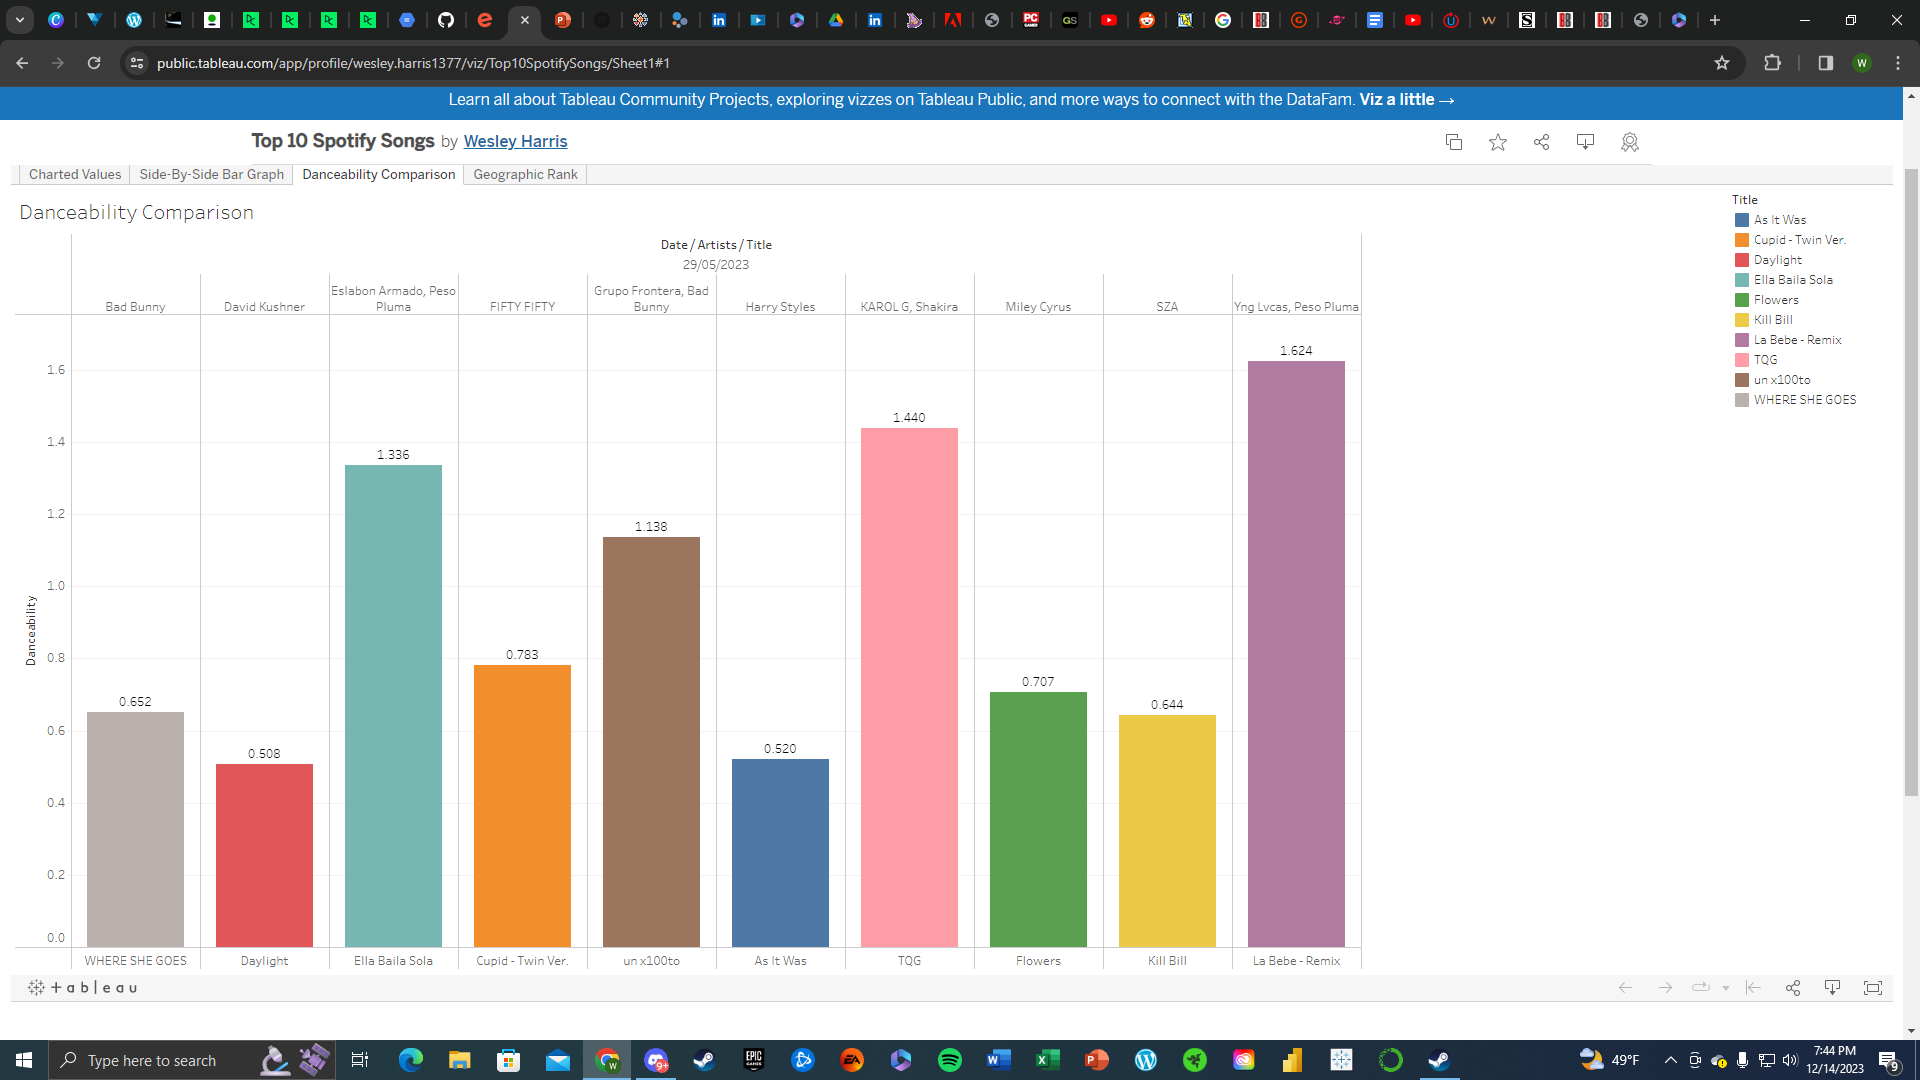 public.tableau.com/app/profile/wesley.harris1377/viz/Top10SpotifySongs/Sheet1#1
Learn all about Tableau Community Projects, exploring vizzes on Tableau Public, and more ways to connect with the DataFam. Viz a little →
Top 10 Spotify Songs by Wesley Harris
Charted Values Side-By-Side Bar Graph Danceability Comparison Geographic Rank
Danceability Comparison
Date / Artists / Title
29/05/2023
Bad Bunny
David Kushner
Eslabon Armado, Peso
Pluma
FIFTY FIFTY
Grupo Frontera, Bad
Bunny
Harry Styles
KAROL G, Shakira
Miley Cyrus
SZA
Yng Lvcas, Peso Pluma
Danceability
1.6
1.4
1.2
1.0
0.8
0.6
0.4
0.2
0.0
0.652
0.508
1.336
0.783
1.138
0.520
1.440
0.707
0.644
1.624
WHERE SHE GOES
Daylight
Ella Baila Sola
Cupid - Twin Ver.
un x100to
As It Was
TQG
Flowers
Kill Bill
La Bebe - Remix
Title
As It Was
Cupid - Twin Ver.
Daylight
Ella Baila Sola
Flowers
Kill Bill
La Bebe - Remix
TQG
un x100to
WHERE SHE GOES
+ableau
Type here to search
49°F
7:44 PM
12/14/2023